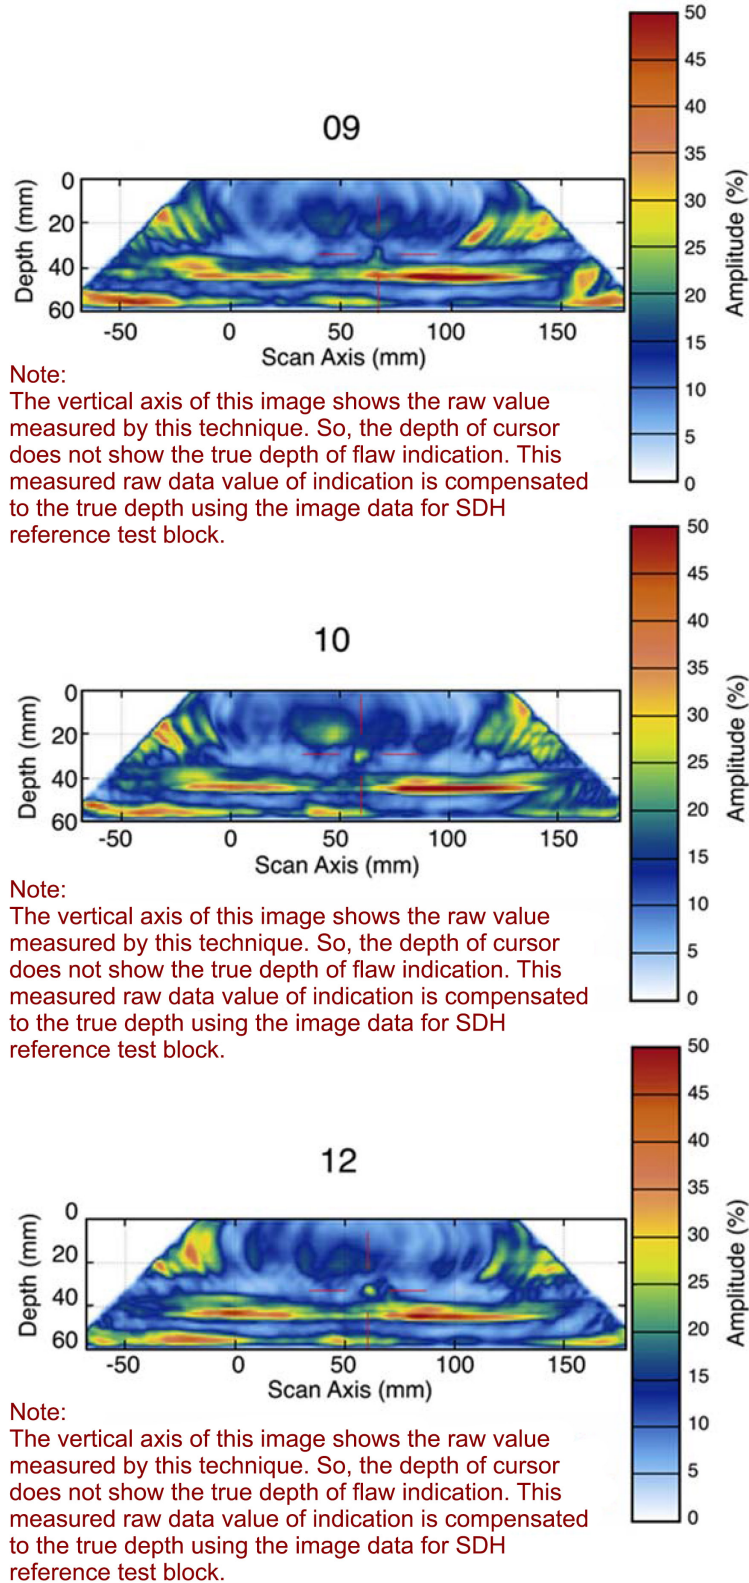 50
45
40
35
30
25
20
15
10
5
0
Amplitude (%)
09
0
20
40
60
Depth (mm)
-50 0 50 100 150
Scan Axis (mm)
Note:
The vertical axis of this image shows the raw value
measured by this technique. So, the depth of cursor
does not show the true depth of flaw indication. This
measured raw data value of indication is compensated
to the true depth using the image data for SDH
reference test block.
50
45
40
35
30
25
20
15
10
5
0
Amplitude (%)
10
0
20
40
60
Depth (mm)
-50 0 50 100 150
Scan Axis (mm)
Note:
The vertical axis of this image shows the raw value
measured by this technique. So, the depth of cursor
does not show the true depth of flaw indication. This
measured raw data value of indication is compensated
to the true depth using the image data for SDH
reference test block.
50
45
40
35
30
25
20
15
10
5
0
Amplitude (%)
12
0
20
40
60
Depth (mm)
-50 0 50 100 150
Scan Axis (mm)
Note:
The vertical axis of this image shows the raw value
measured by this technique. So, the depth of cursor
does not show the true depth of flaw indication. This
measured raw data value of indication is compensated
to the true depth using the image data for SDH
reference test block.